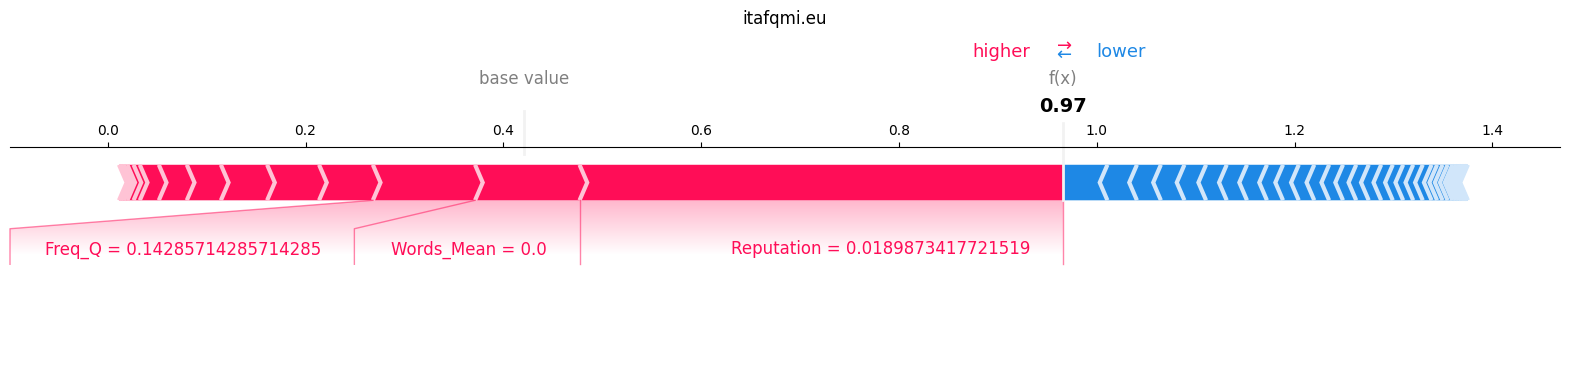 itafqmi.eu
higher ⇄ lower
base value f(x)
0.97
0.0 0.2 0.4 0.6 0.8 1.0 1.2 1.4
Freq_Q = 0.14285714285714285 Words_Mean = 0.0 Reputation = 0.0189873417721519